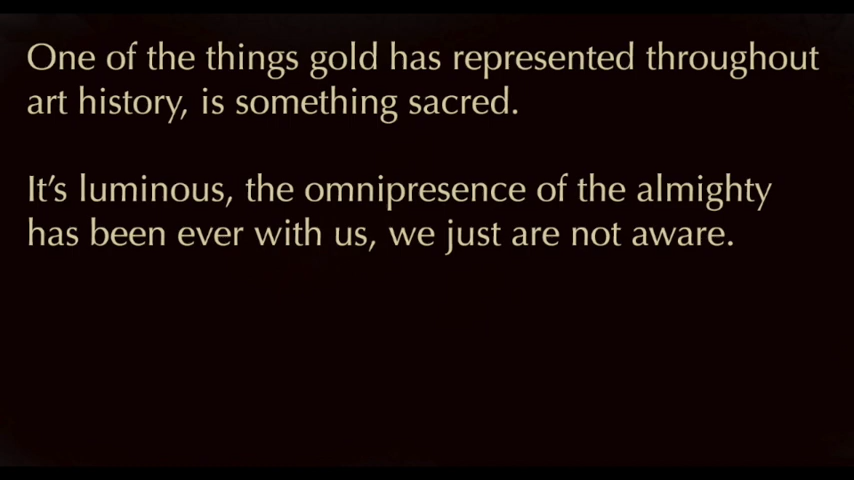 One of the things gold has represented throughout
art history, is something sacred.
It’s luminous, the omnipresence of the almighty
has been ever with us, we just are not aware.